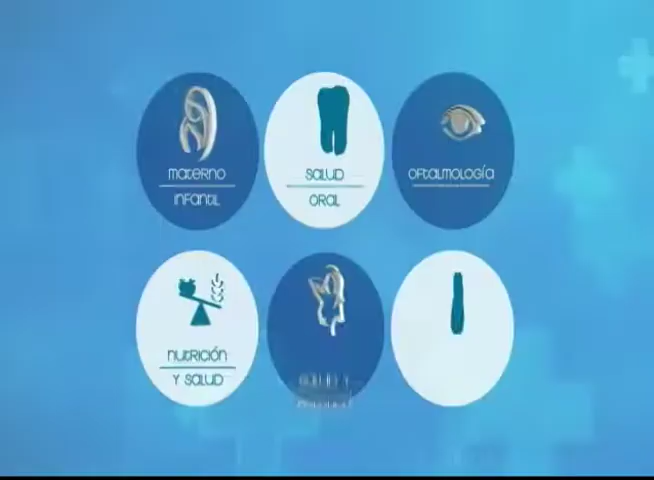 MATERNO
INFANTIL
SALUD
ORAL
OFTALMOLOGÍA
NUTRICIÓN
Y SALUD